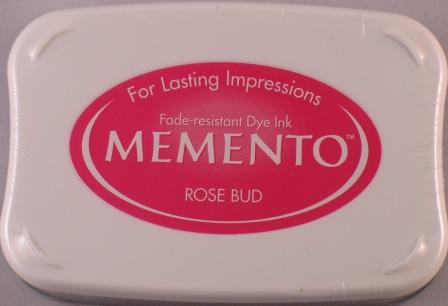 For Lasting Impressions
Fade-resistant Dye Ink
MEMENTO™
ROSE BUD